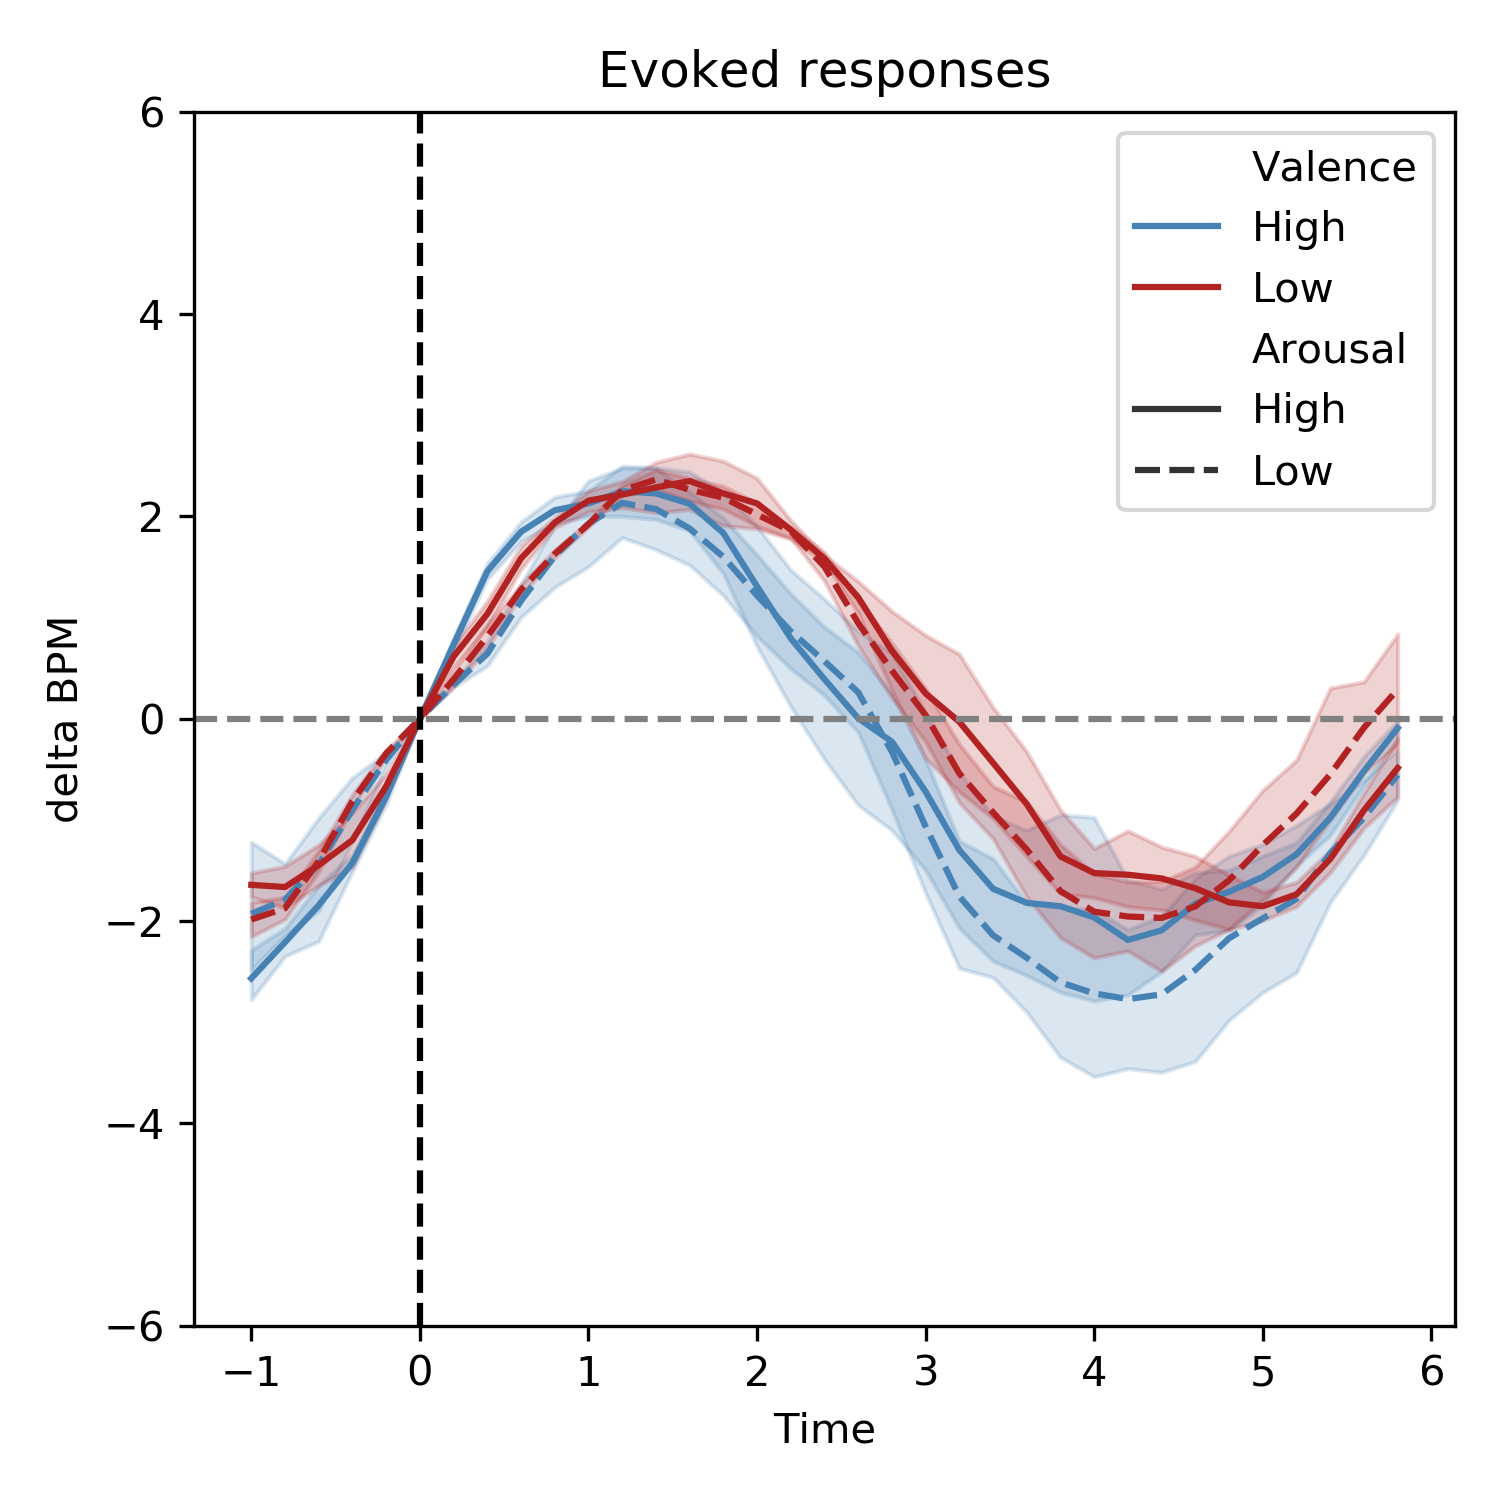 Evoked responses
6
4
2
0
−2
−4
−6
delta BPM
−1 0 1 2 3 4 5 6
Time
Valence
High
Low
Arousal
High
Low